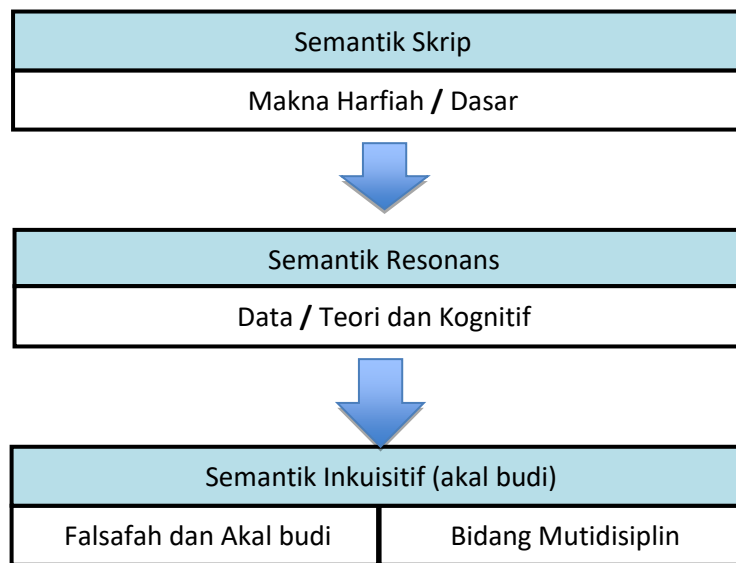 Semantik Skrip
Makna Harfiah / Dasar
Semantik Resonans
Data / Teori dan Kognitif
Semantik Inkuisitif (akal budi)
Falsafah dan Akal budi
Bidang Mutidisiplin